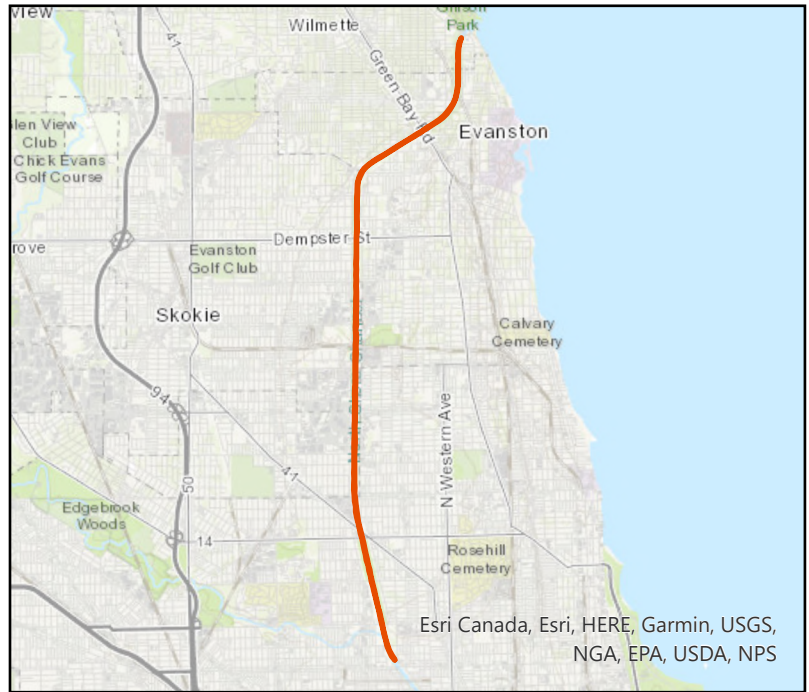 view
Wilmette
Gillson
Park
41
Green Bay Rd
Evanston
len View
Club
Chick Evans
Golf Course
rove
Dempster St
Evanston
Golf Club
Skokie
Calvary
Cemetery
94
N Western Ave
41
50
Edgebrook
Woods
14
Rosehill
Cemetery
Esri Canada, Esri, HERE, Garmin, USGS,
NGA, EPA, USDA, NPS